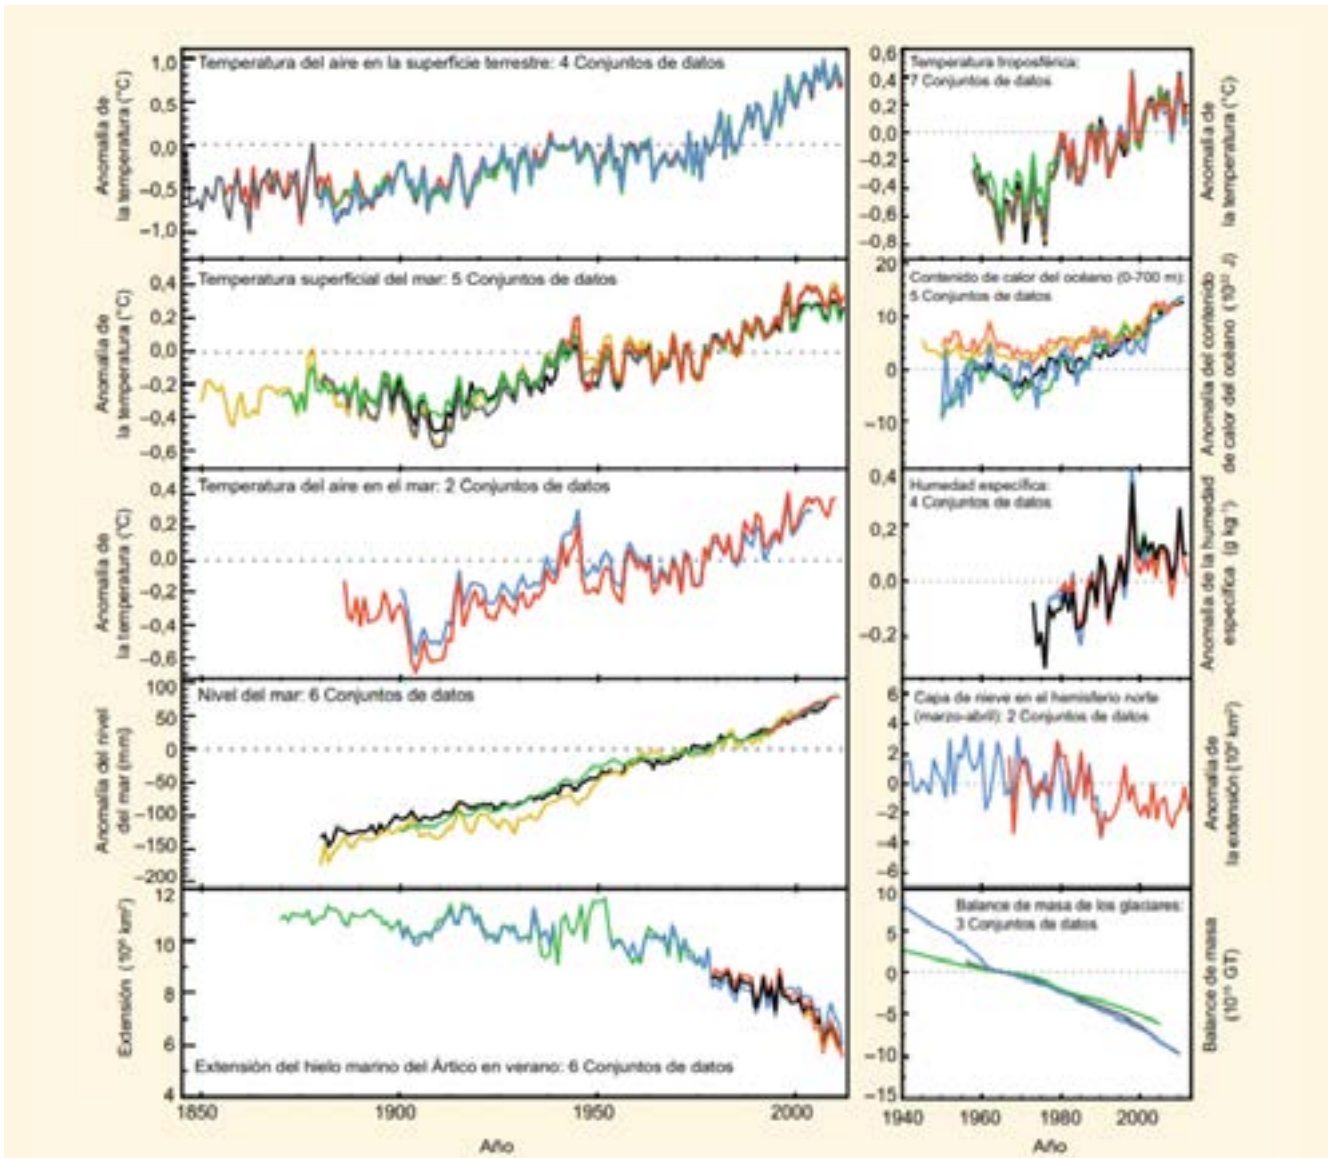 Anomalía de
la temperatura (°C)
1,0
0,5
0,0
−0,5
−1,0
Temperatura del aire en la superficie terrestre: 4 Conjuntos de datos
Anomalía de
la temperatura (°C)
0,4
0,2
0,0
−0,2
−0,4
−0,6
Temperatura superficial del mar: 5 Conjuntos de datos
Anomalía de
la temperatura (°C)
0,4
0,2
0,0
−0,2
−0,4
−0,6
Temperatura del aire en el mar: 2 Conjuntos de datos
Anomalía del nivel
del mar (mm)
100
50
0
−50
−100
−150
−200
Nivel del mar: 6 Conjuntos de datos
Extensión (10⁶ km²)
12
10
8
6
4
Extensión del hielo marino del Ártico en verano: 6 Conjuntos de datos
1850 1900 1950 2000
Año
0,6
0,4
0,2
0,0
−0,2
−0,4
−0,6
−0,8
Temperatura troposférica:
7 Conjuntos de datos
Anomalía de
la temperatura (°C)
20
10
0
−10
Contenido de calor del océano (0-700 m):
5 Conjuntos de datos
Anomalía del contenido
de calor del océano (10²² J)
0,4
0,2
0,0
−0,2
Humedad específica:
4 Conjuntos de datos
Anomalía de la humedad
específica (g kg⁻¹)
6
4
2
0
−2
−4
−6
Capa de nieve en el hemisferio norte
(marzo-abril): 2 Conjuntos de datos
Anomalía de
la extensión (10⁶ km²)
10
5
0
−5
−10
−15
Balance de masa de los glaciares:
3 Conjuntos de datos
Balance de masa
(10¹⁵ GT)
1940 1960 1980 2000
Año